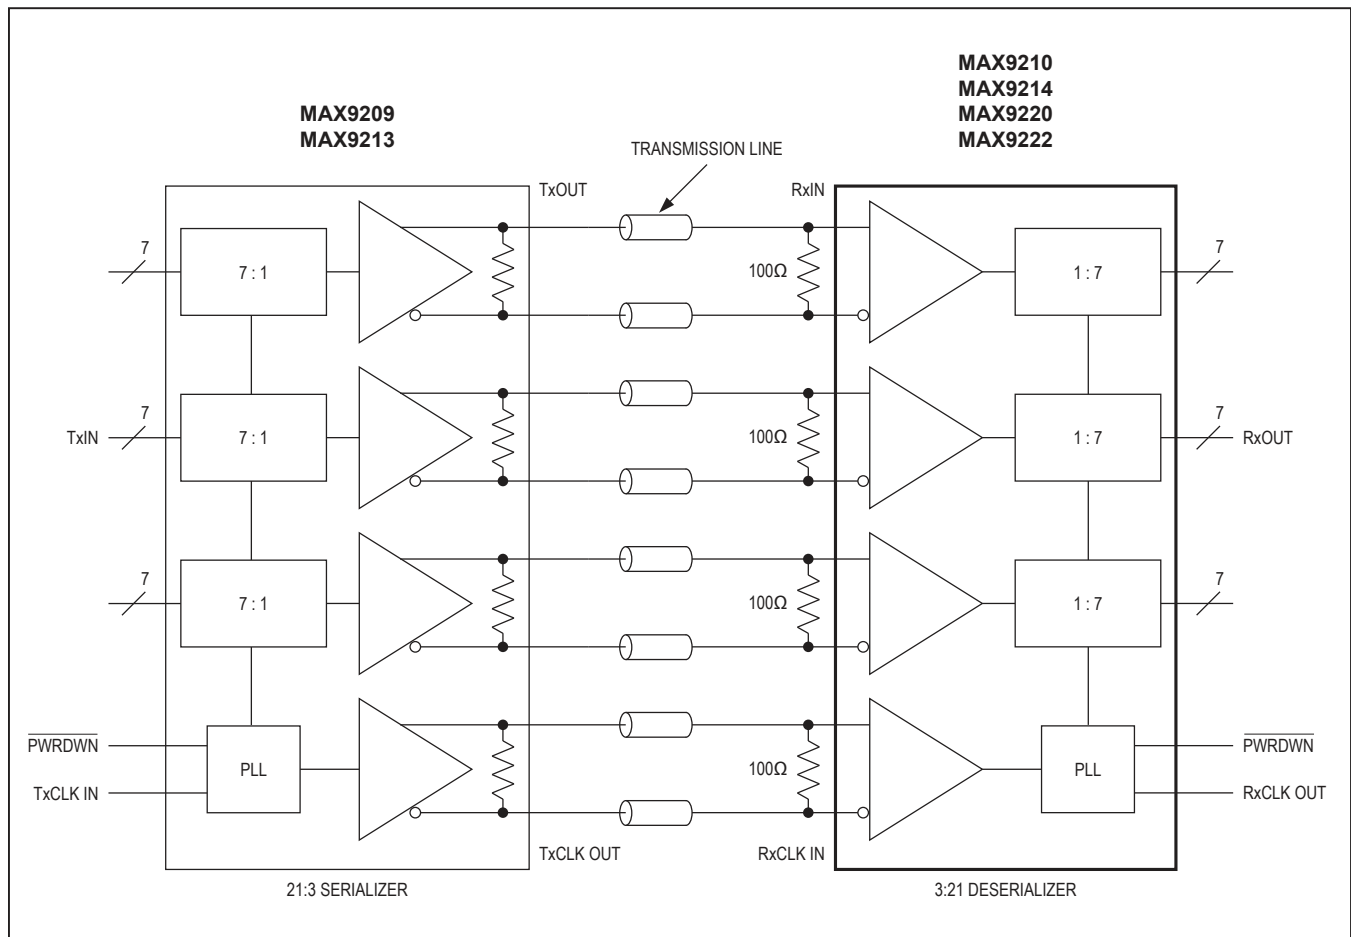 MAX9210
MAX9214
MAX9220
MAX9222
MAX9209
MAX9213
TRANSMISSION LINE
TxOUT
RxIN
7
7 : 1
100Ω
1 : 7
7
TxIN
7
7 : 1
100Ω
1 : 7
7
RxOUT
7
7 : 1
100Ω
1 : 7
7
PWRDWN
TxCLK IN
PLL
100Ω
PLL
PWRDWN
RxCLK OUT
TxCLK OUT
RxCLK IN
21:3 SERIALIZER
3:21 DESERIALIZER